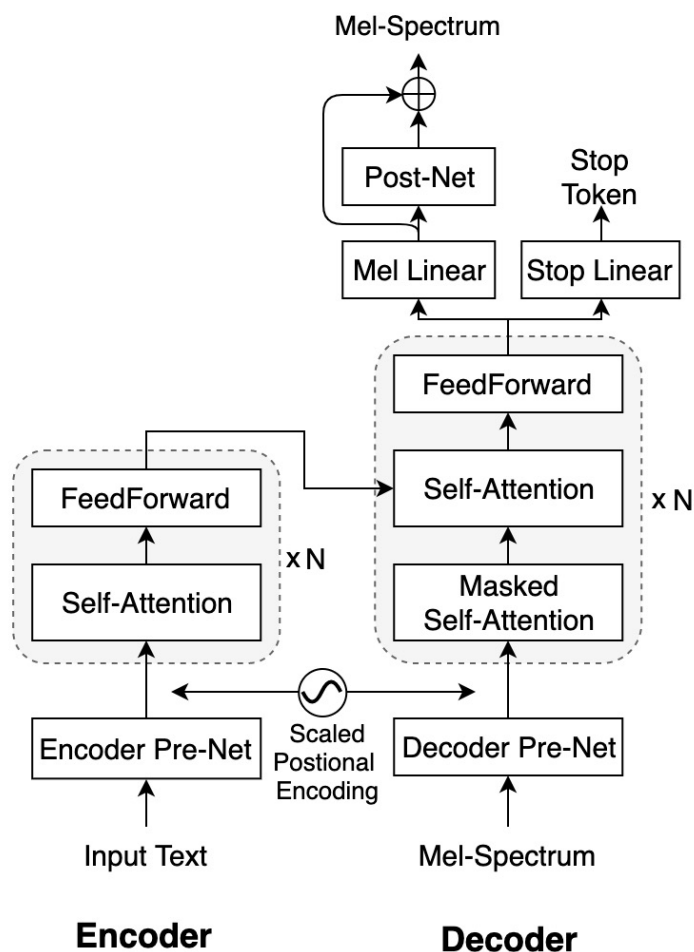 Mel-Spectrum
Post-Net
Stop
Token
Mel Linear
Stop Linear
FeedForward
Self-Attention
x N
Masked
Self-Attention
FeedForward
Self-Attention
x N
Scaled
Postional
Encoding
Encoder Pre-Net
Decoder Pre-Net
Input Text
Mel-Spectrum
Encoder
Decoder